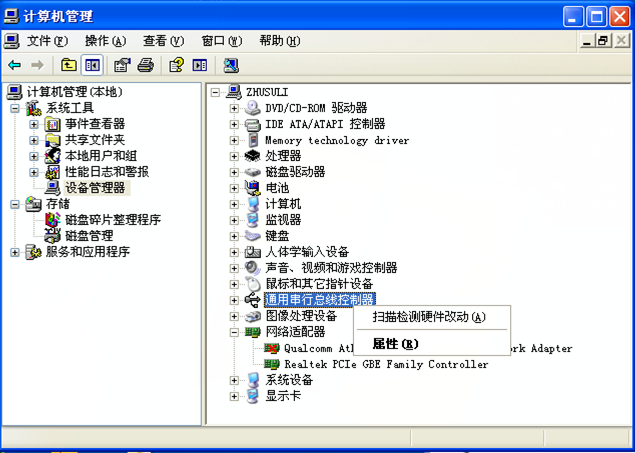 计算机管理
文件(F) 操作(A) 查看(V) 窗口(W) 帮助(H)
计算机管理(本地)
系统工具
事件查看器
共享文件夹
本地用户和组
性能日志和警报
设备管理器
存储
磁盘碎片整理程序
磁盘管理
服务和应用程序
ZHUSULI
DVD/CD-ROM 驱动器
IDE ATA/ATAPI 控制器
Memory technology driver
处理器
磁盘驱动器
电池
计算机
监视器
键盘
人体学输入设备
声音、视频和游戏控制器
鼠标和其它指针设备
通用串行总线控制器
扫描检测硬件改动(A)
属性(R)
图像处理设备
网络适配器
Qualcomm Adapter
Realtek PCIe GBE Family Controller
系统设备
显示卡